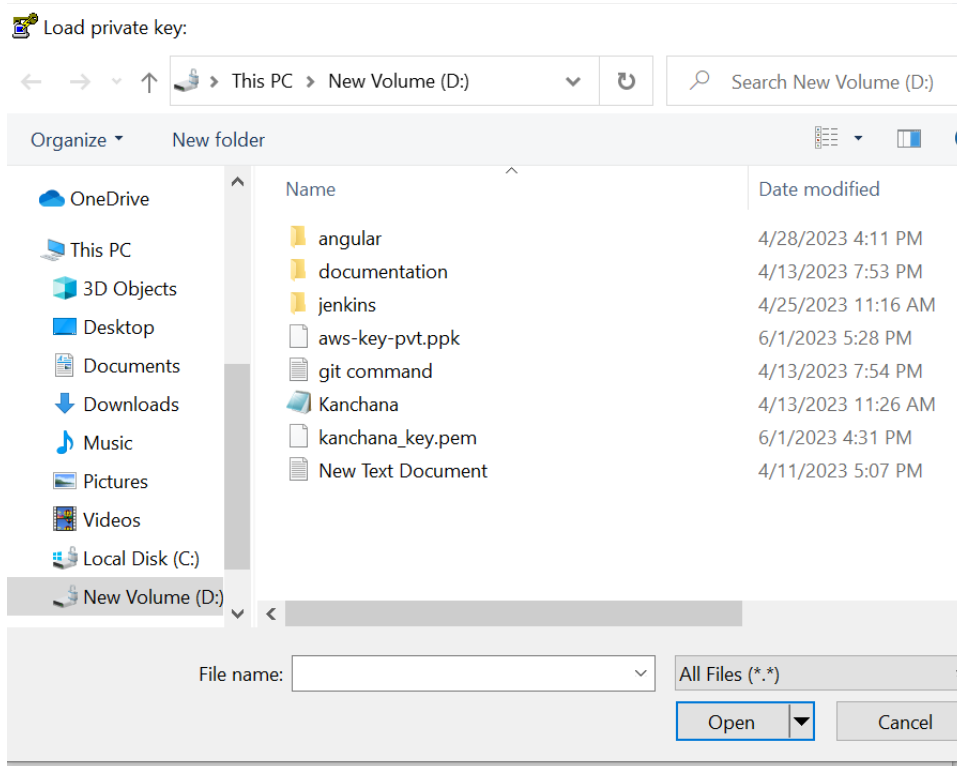 Load private key:
This PC New Volume (D:)
Search New Volume (D:)
Organize New folder
Name Date modified
OneDrive
This PC
3D Objects
Desktop
Documents
Downloads
Music
Pictures
Videos
Local Disk (C:)
New Volume (D:)
angular 4/28/2023 4:11 PM
documentation 4/13/2023 7:53 PM
jenkins 4/25/2023 11:16 AM
aws-key-pvt.ppk 6/1/2023 5:28 PM
git command 4/13/2023 7:54 PM
Kanchana 4/13/2023 11:26 AM
kanchana_key.pem 6/1/2023 4:31 PM
New Text Document 4/11/2023 5:07 PM
File name: All Files (*.*)
Open Cancel